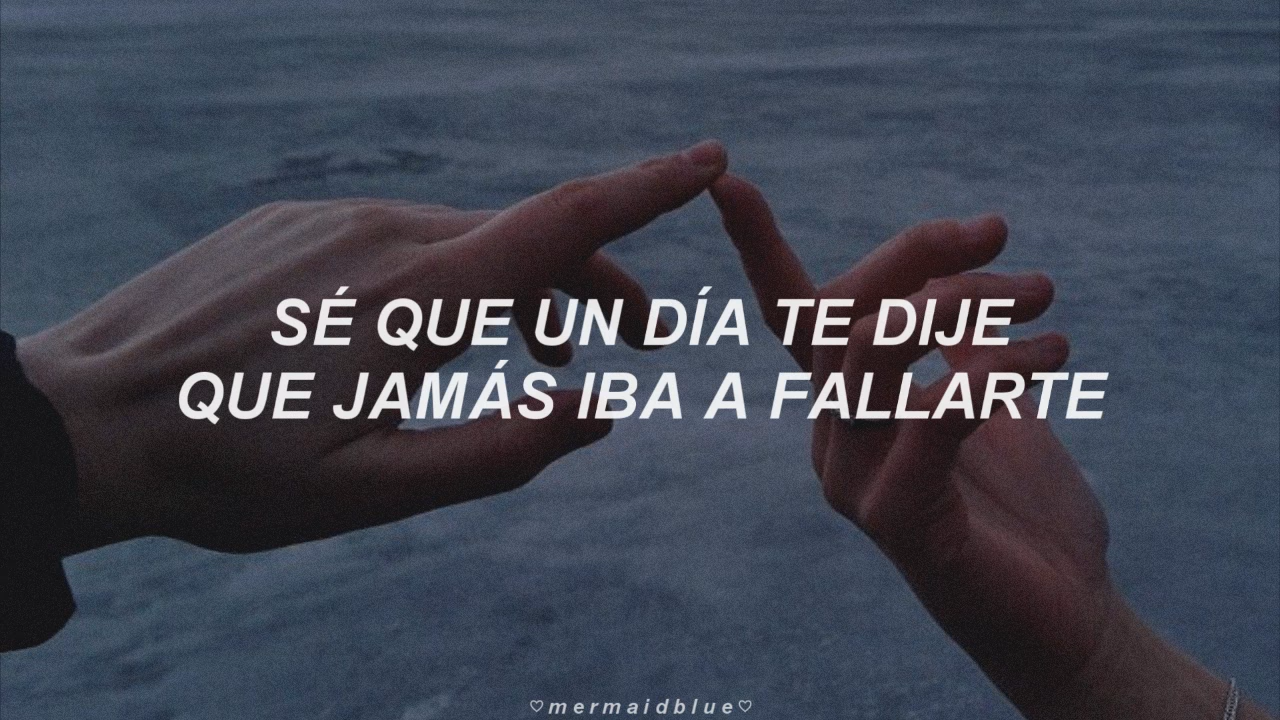 SÉ QUE UN DÍA TE DIJE
QUE JAMÁS IBA A FALLARTE
♡mermaidblue♡